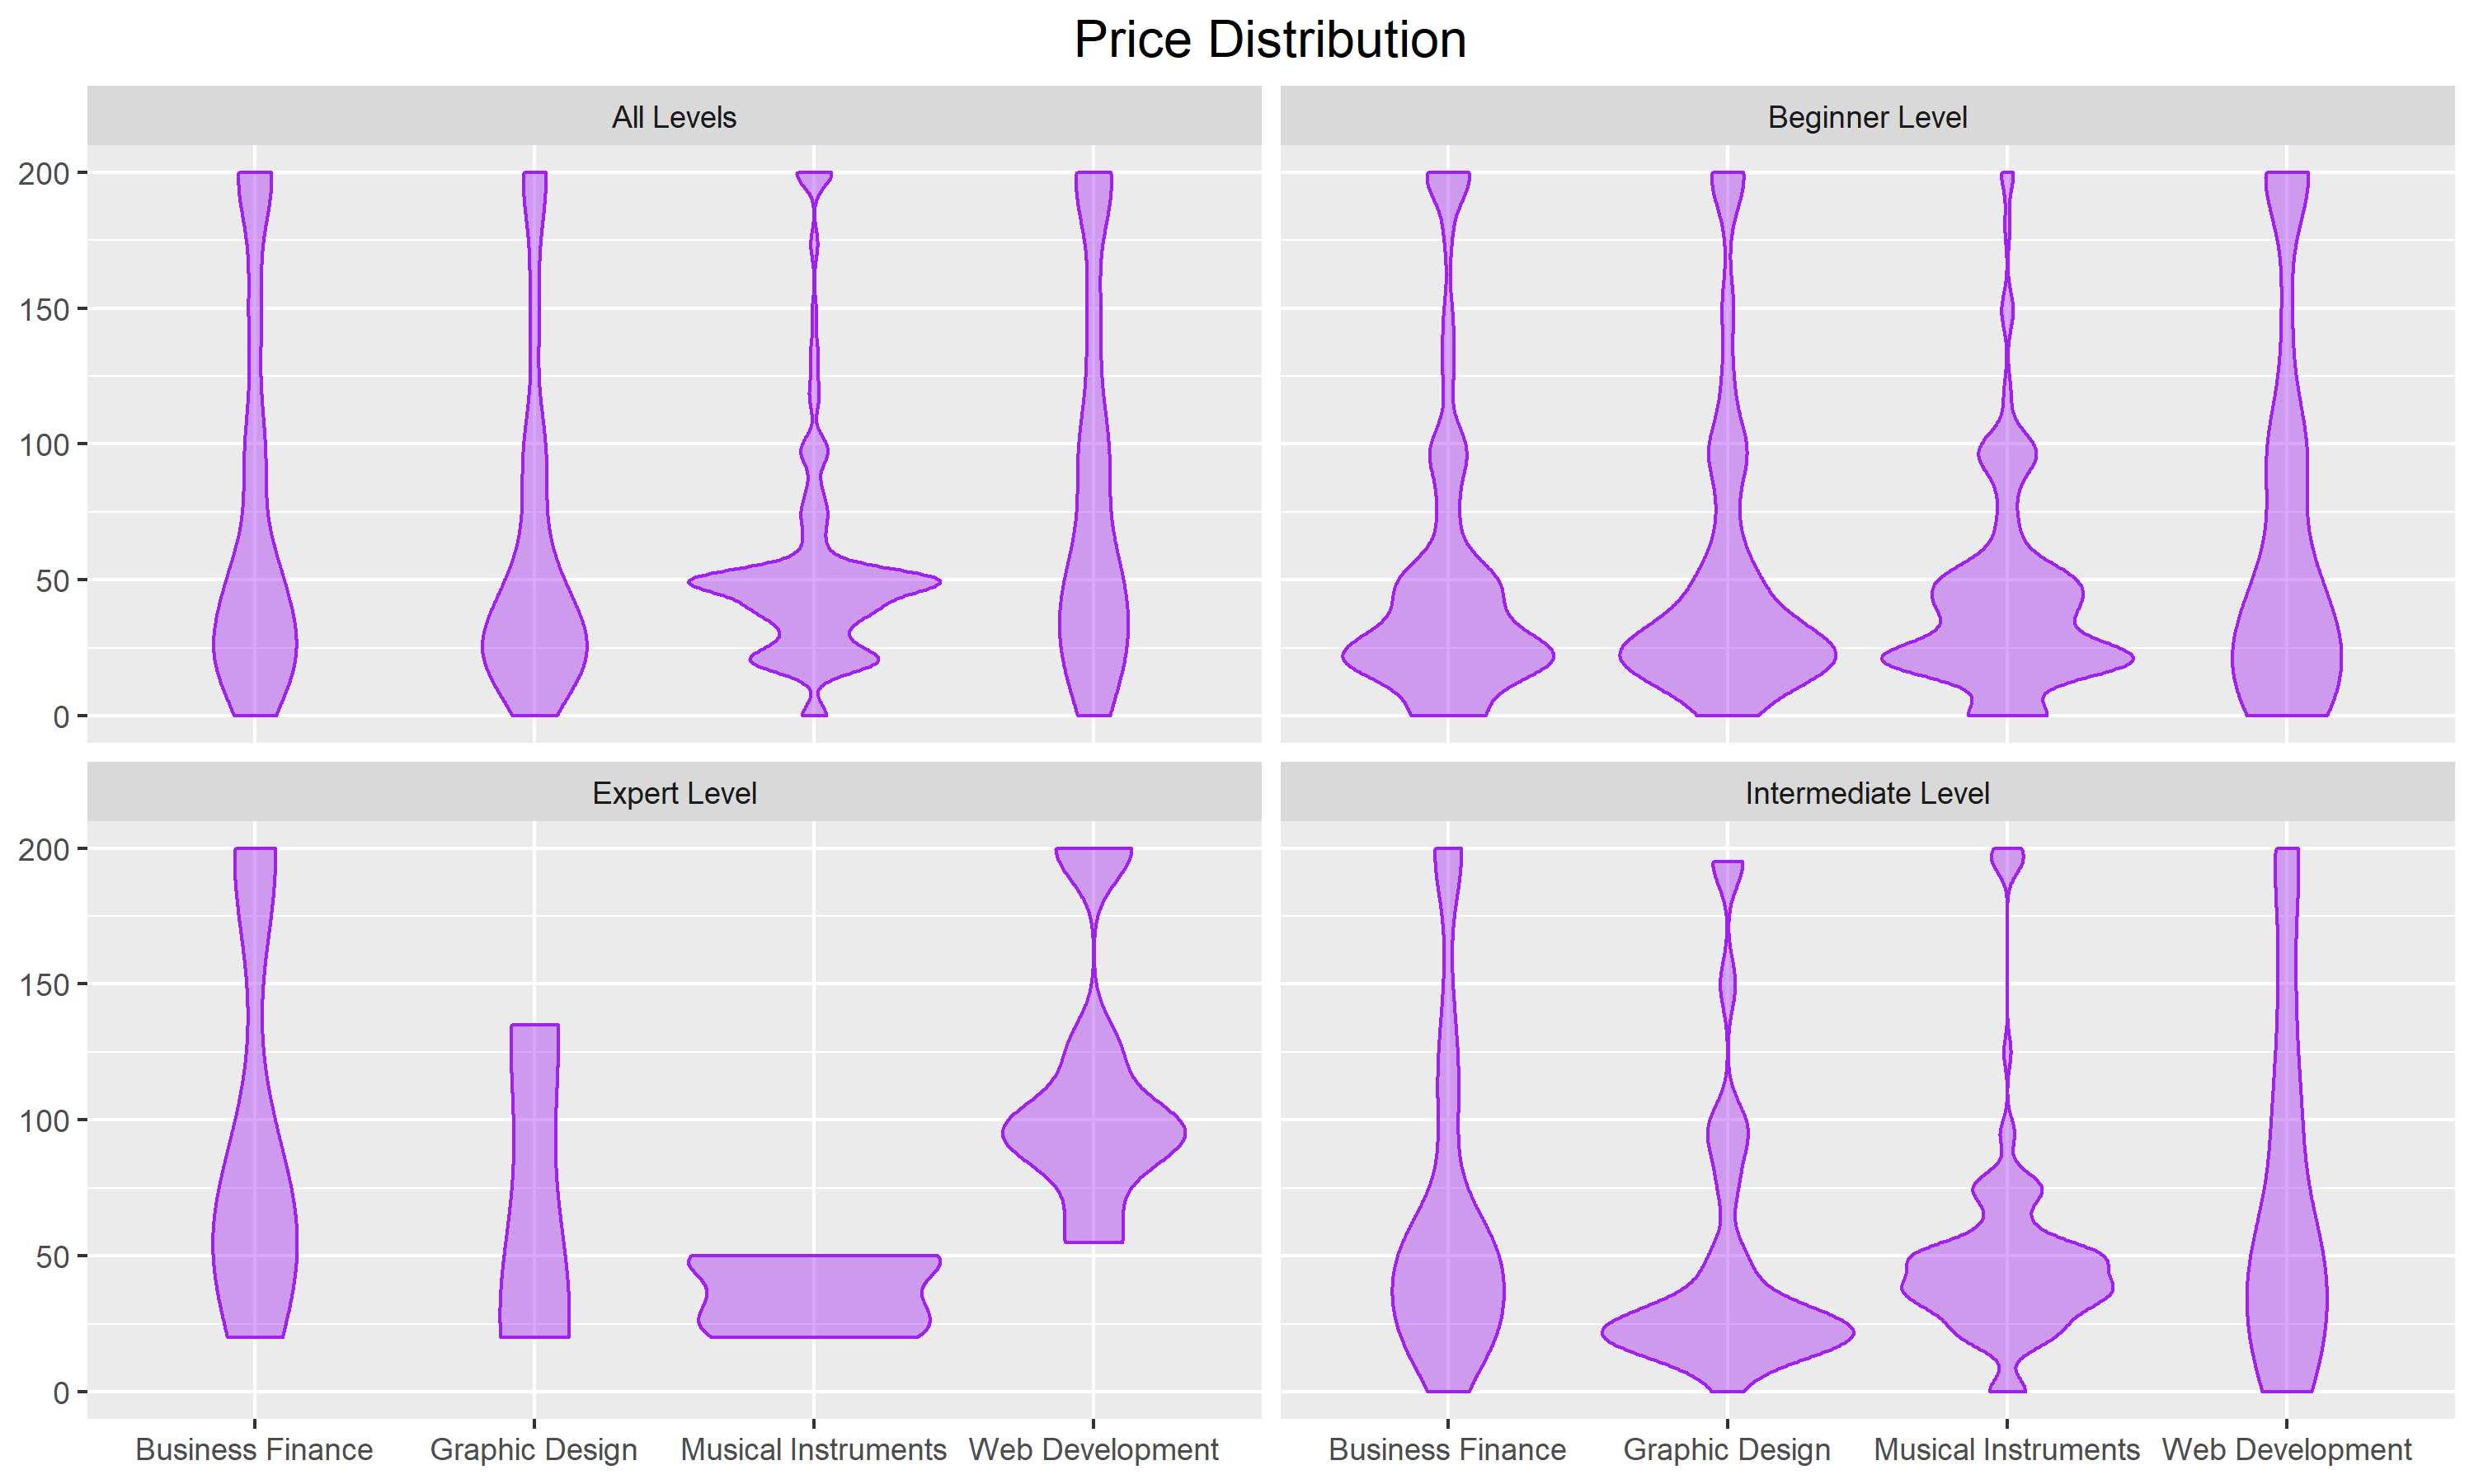 Price Distribution
All Levels
Beginner Level
200
150
100
50
0
Expert Level
Intermediate Level
200
150
100
50
0
Business Finance Graphic Design Musical Instruments Web Development Business Finance Graphic Design Musical Instruments Web Development